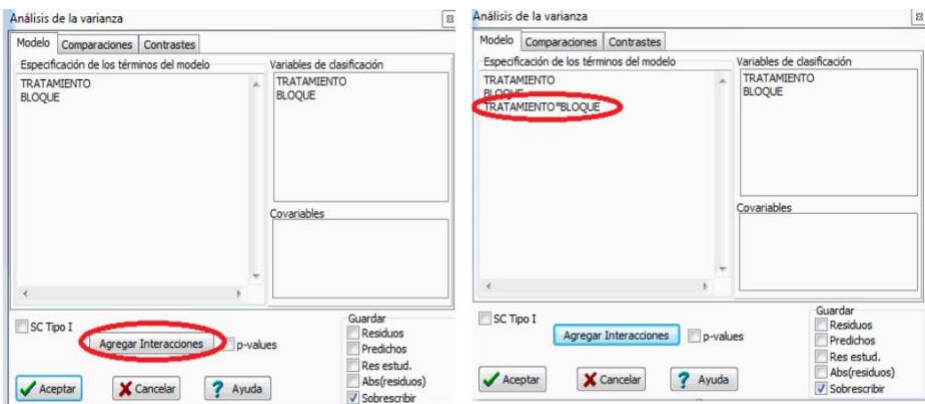 Análisis de la varianza
Modelo Comparaciones Contrastes
Especificación de los términos del modelo
TRATAMIENTO
BLOQUE
Variables de clasificación
TRATAMIENTO
BLOQUE
Covariables
SC Tipo I
Agregar Interacciones
p-values
Guardar
Residuos
Predichos
Res estud.
Abs(residuos)
Sobrescribir
Aceptar
Cancelar
Ayuda
Análisis de la varianza
Modelo Comparaciones Contrastes
Especificación de los términos del modelo
TRATAMIENTO
BLOQUE
TRATAMIENTO*BLOQUE
Variables de clasificación
TRATAMIENTO
BLOQUE
Covariables
SC Tipo I
Agregar Interacciones
p-values
Guardar
Residuos
Predichos
Res estud.
Abs(residuos)
Sobrescribir
Aceptar
Cancelar
Ayuda